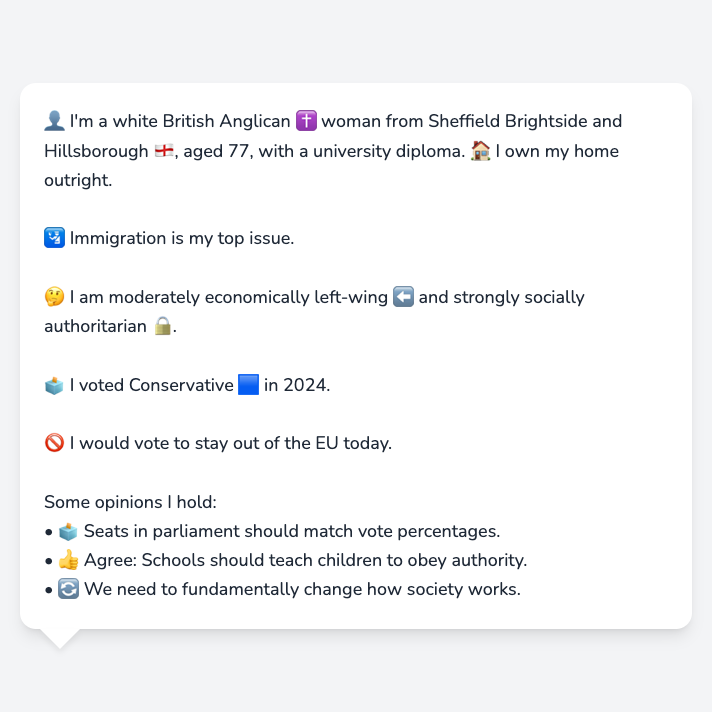 👤 I'm a white British Anglican ✝️ woman from Sheffield Brightside and
Hillsborough 🏴󠁧󠁢󠁥󠁮󠁧󠁿, aged 77, with a university diploma. 🏠 I own my home
outright.
🛂 Immigration is my top issue.
🤔 I am moderately economically left-wing ⬅️ and strongly socially
authoritarian 🔒.
🗳️ I voted Conservative 🟦 in 2024.
🚫 I would vote to stay out of the EU today.
Some opinions I hold:
• 🗳️ Seats in parliament should match vote percentages.
• 👍 Agree: Schools should teach children to obey authority.
• 🔄 We need to fundamentally change how society works.